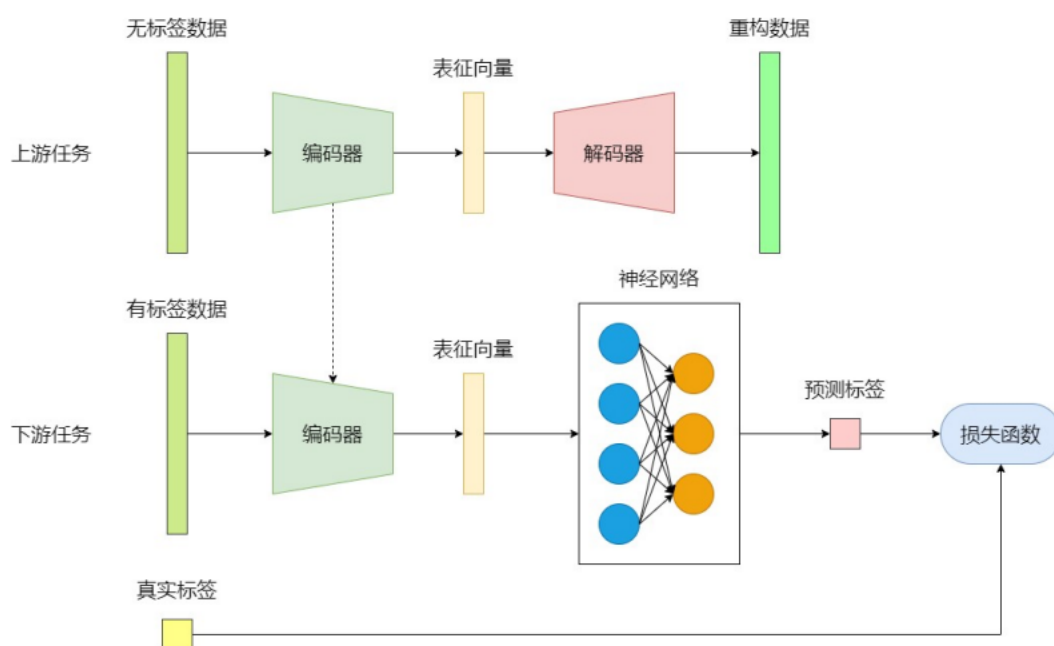 无标签数据
重构数据
表征向量
上游任务
编码器
解码器
神经网络
有标签数据
表征向量
预测标签
下游任务
编码器
损失函数
真实标签